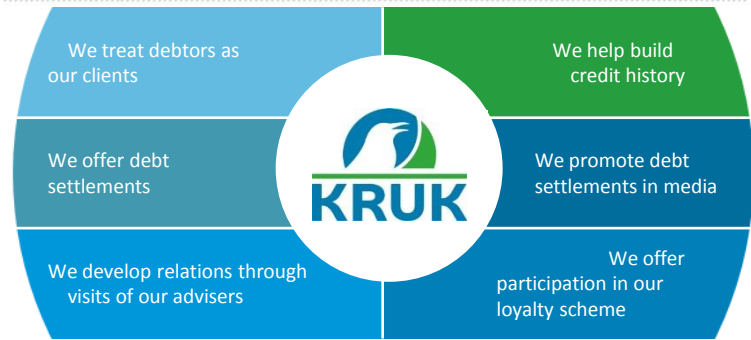 We treat debtors as
our clients
We help build
credit history
We offer debt
settlements
KRUK
We promote debt
settlements in media
We develop relations through
visits of our advisers
We offer
participation in our
loyalty scheme